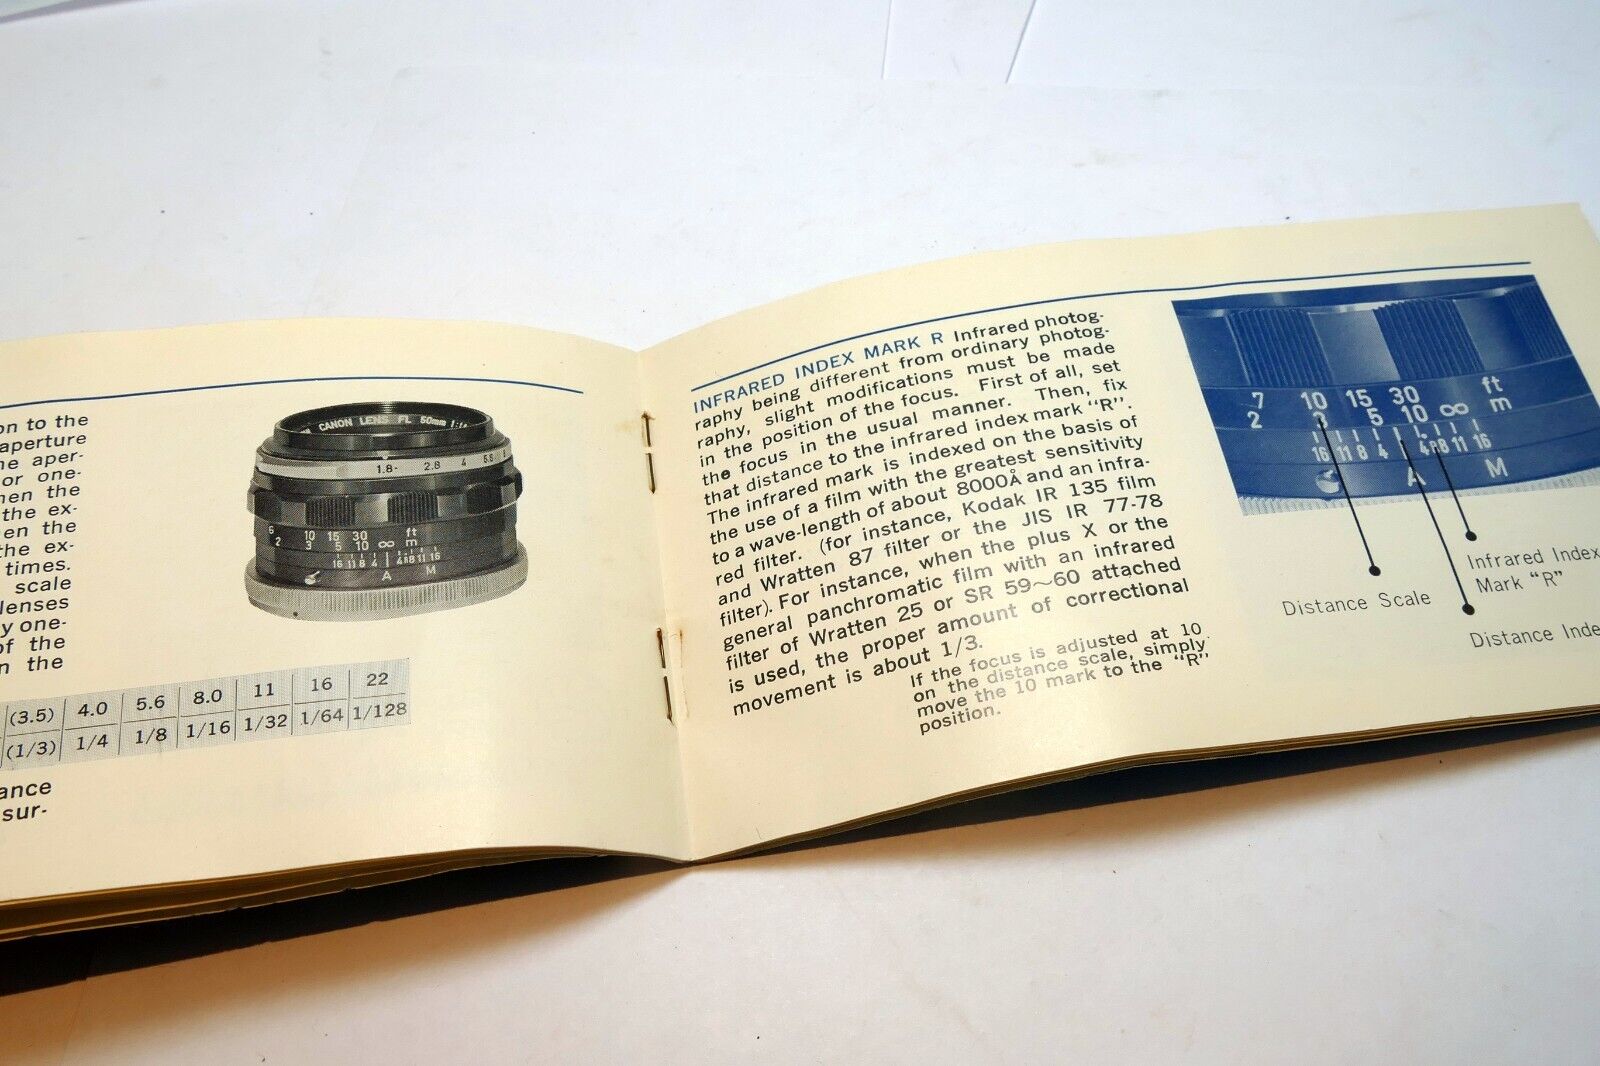 on to the
aperture
ne aper-
or one-
hen the
the ex-
en the
the ex-
times.
scale
lenses
y one-
of the
n the
CANON LENS FL 50mm 1:1.8
1.8 2.8 4 5.6
6 10 15 30 ft
2 3 5 10 ∞ m
16 11 8 4 4 R 8 11 16
A M
(3.5) 4.0 5.6 8.0 11 16 22
(1/3) 1/4 1/8 1/16 1/32 1/64 1/128
ance
sur-
INFRARED INDEX MARK R Infrared photog-
raphy being different from ordinary photog-
raphy, slight modifications must be made
in the position of the focus. First of all, set
the focus in the usual manner. Then, fix
that distance to the infrared index mark "R".
The infrared mark is indexed on the basis of
the use of a film with the greatest sensitivity
to a wave-length of about 8000Å and an infra-
red filter. (for instance, Kodak IR 135 film
and Wratten 87 filter or the JIS IR 77-78
filter). For instance, when the plus X or the
general panchromatic film with an infrared
filter of Wratten 25 or SR 59~60 attached
is used, the proper amount of correctional
movement is about 1/3.
If the focus is adjusted at 10
on the distance scale, simply
move the 10 mark to the "R"
position.
7 10 15 30 ft
2 3 5 10 ∞ m
16 11 8 4 4 R 8 11 16
A M
Distance Scale
Infrared Index
Mark "R"
Distance Inde